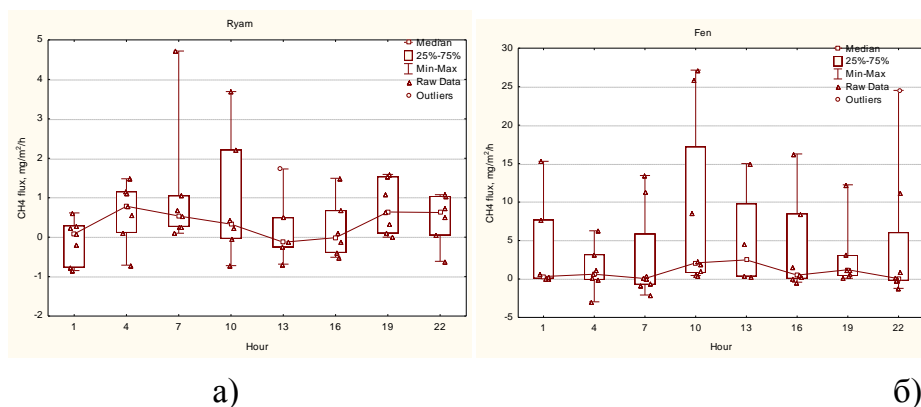 Ryam
5
4
3
2
1
0
-1
-2
CH4 flux, mg/m²/h
1 4 7 10 13 16 19 22
Hour
Median
25%-75%
Min-Max
Raw Data
Outliers
а)
Fen
30
25
20
15
10
5
0
-5
CH4 flux, mg/m²/h
1 4 7 10 13 16 19 22
Hour
Median
25%-75%
Min-Max
Raw Data
Outliers
б)